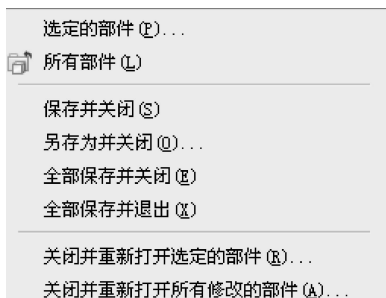 选定的部件(P)...
所有部件(L)
保存并关闭(S)
另存为并关闭(O)...
全部保存并关闭(E)
全部保存并退出(X)
关闭并重新打开选定的部件(R)...
关闭并重新打开所有修改的部件(A)...